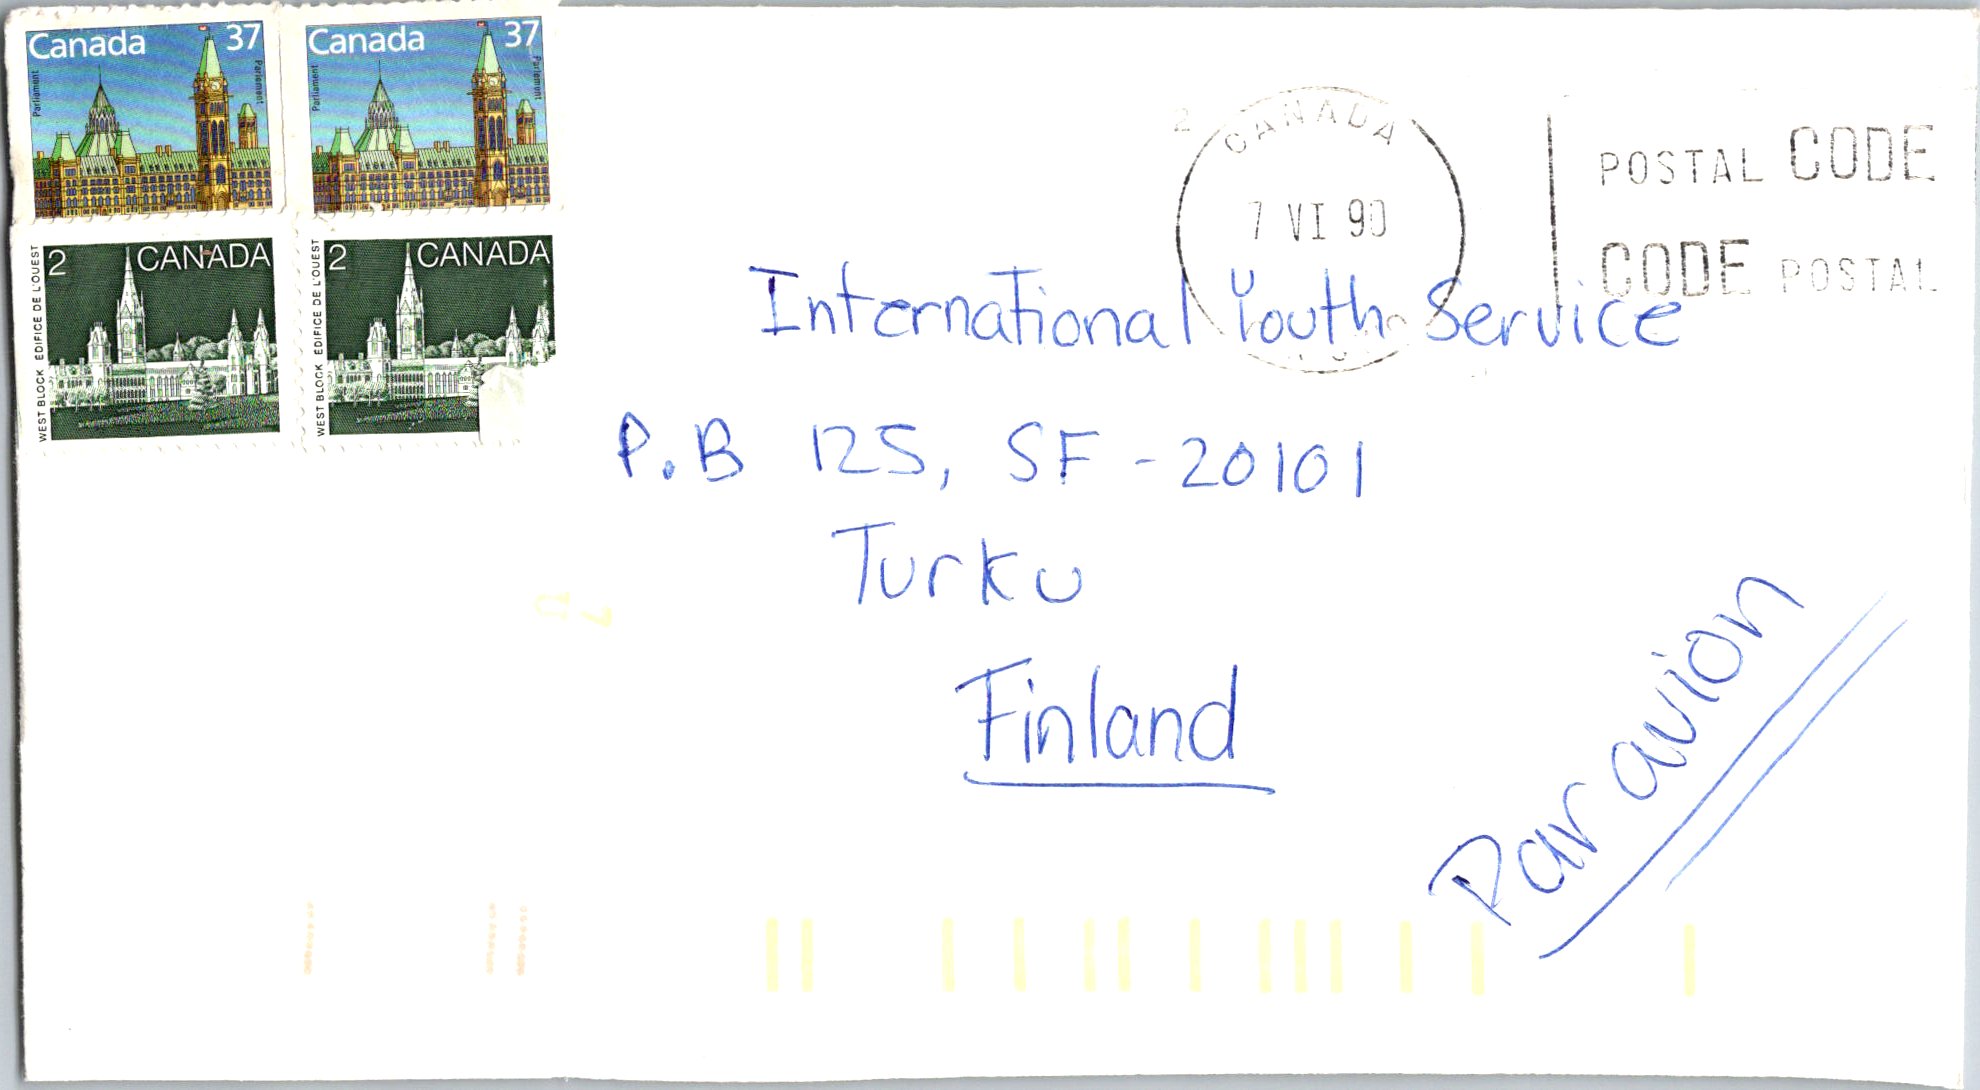 Canada 37
Parliament
Parlement
Canada 37
Parliament
Parlement
2 CANADA
WEST BLOCK EDIFICE DE L'OUEST
2 CANADA
WEST BLOCK EDIFICE DE L'OUEST
2
CANADA
7 VI 90
POSTAL CODE
CODE POSTAL
International Youth Service
P.B 125, SF-20101
Turku
Finland
Par avion